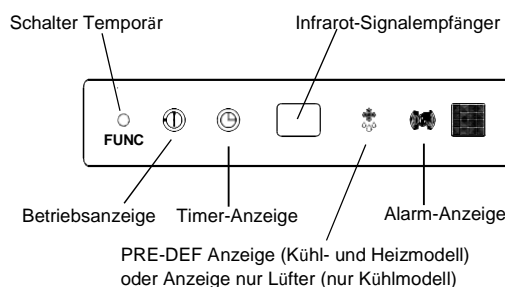 Schalter Temporär
Infrarot-Signalempfänger
FUNC
Betriebsanzeige
Timer-Anzeige
Alarm-Anzeige
PRE-DEF Anzeige (Kühl- und Heizmodell)
oder Anzeige nur Lüfter (nur Kühlmodell)